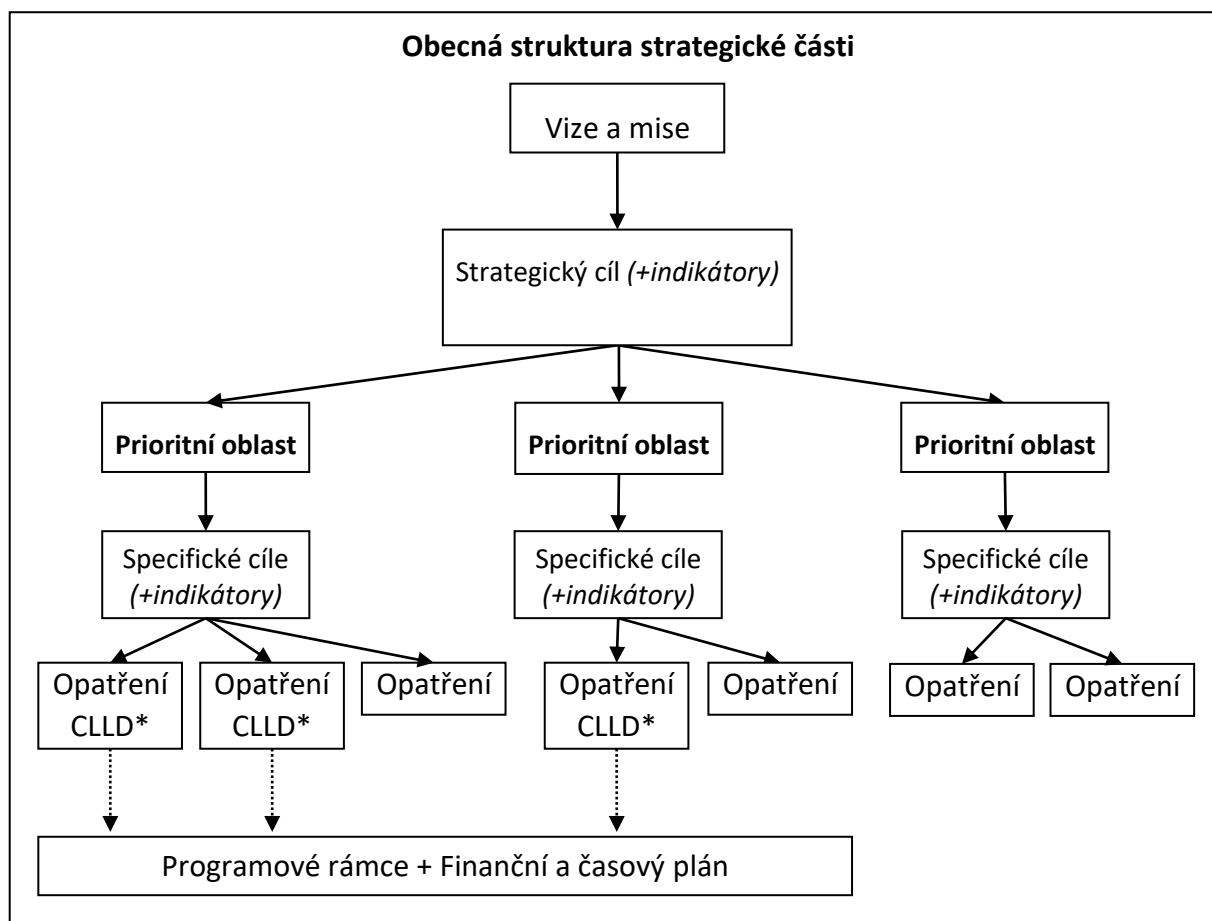 Obecná struktura strategické části
Vize a mise
Strategický cíl (+indikátory)
Prioritní oblast
Prioritní oblast
Prioritní oblast
Specifické cíle
(+indikátory)
Specifické cíle
(+indikátory)
Specifické cíle
(+indikátory)
Opatření
CLLD*
Opatření
CLLD*
Opatření
Opatření
CLLD*
Opatření
Opatření
Opatření
Programové rámce + Finanční a časový plán